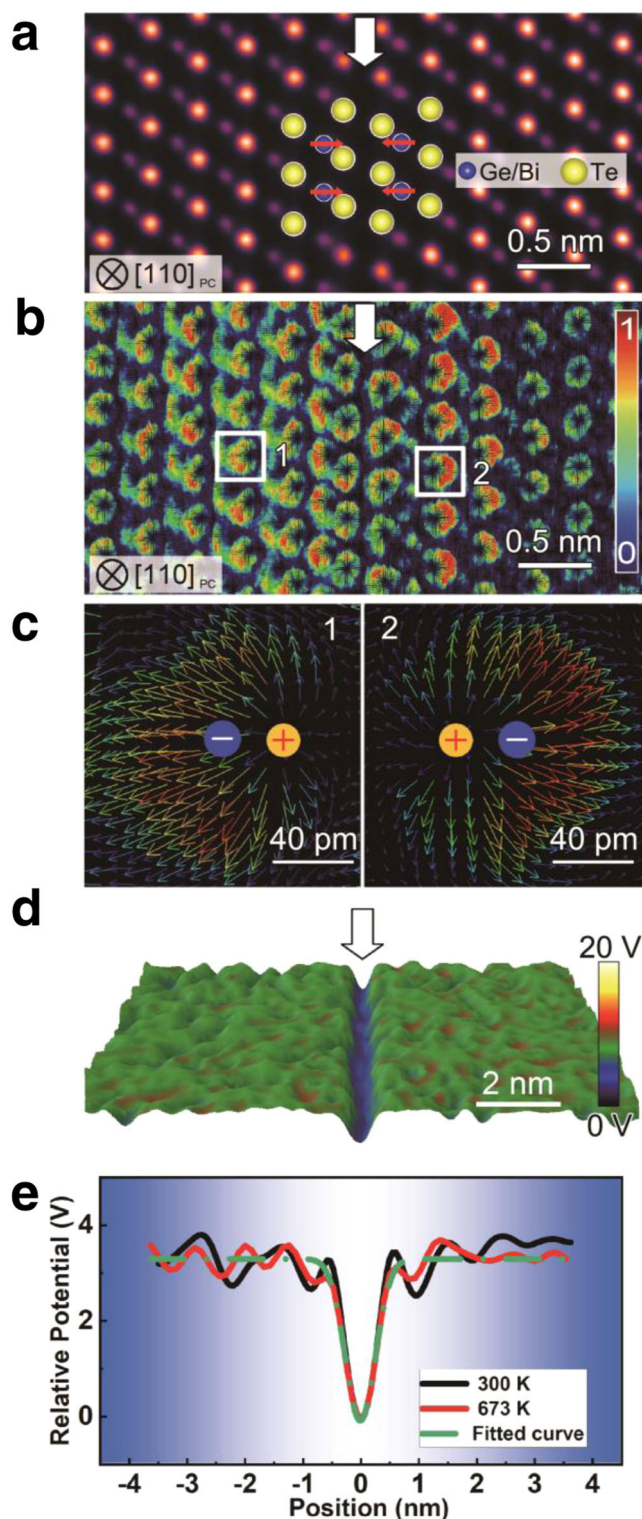 a
Ge/Bi Te
0.5 nm
⊗ [110] PC
b
1
1
2
0.5 nm
0
⊗ [110] PC
c
1 2
− + + −
40 pm 40 pm
d
20 V
2 nm
0 V
e
Relative Potential (V)
4
2
0
300 K
673 K
Fitted curve
-4 -3 -2 -1 0 1 2 3 4
Position (nm)